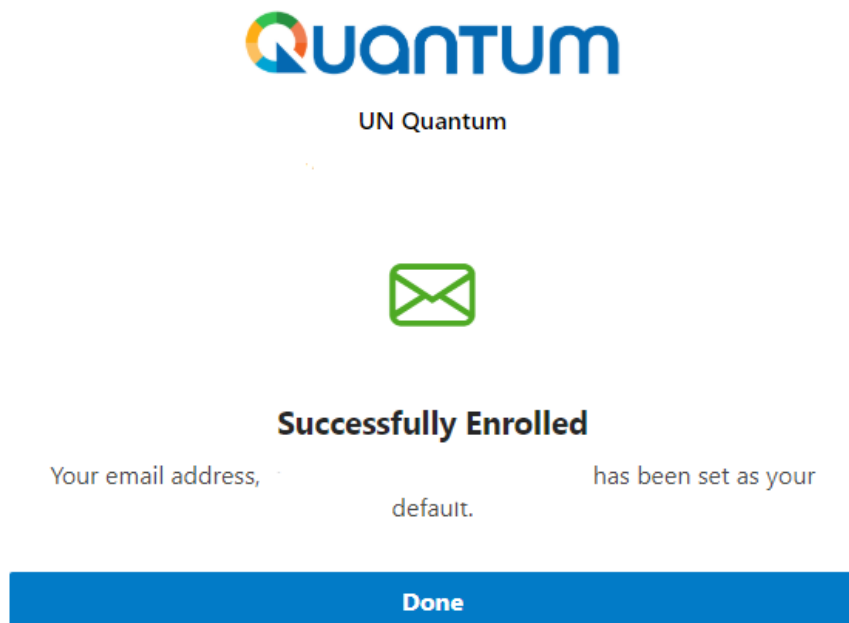 Quantum
UN Quantum
Successfully Enrolled
Your email address, has been set as your
default.
Done